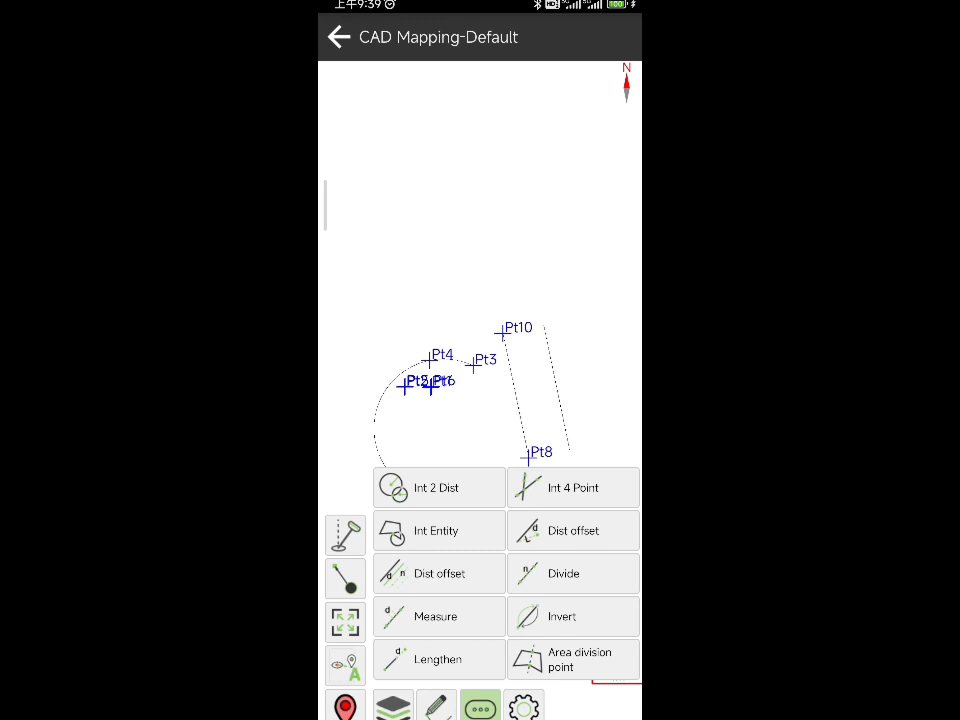 上午9:39
100
CAD Mapping-Default
N
Pt10
Pt4
Pt3
Pt8
Int 2 Dist
Int 4 Point
Int Entity
d
Dist offset
d n
Dist offset
n
Divide
d
Measure
Invert
d
Lengthen
Area division
point
A